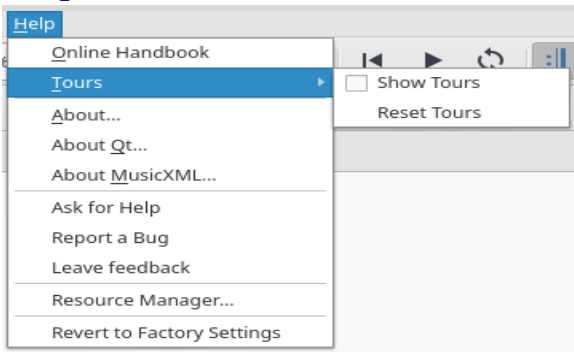 Help
Online Handbook
Tours
Show Tours
Reset Tours
About...
About Qt...
About MusicXML...
Ask for Help
Report a Bug
Leave feedback
Resource Manager...
Revert to Factory Settings